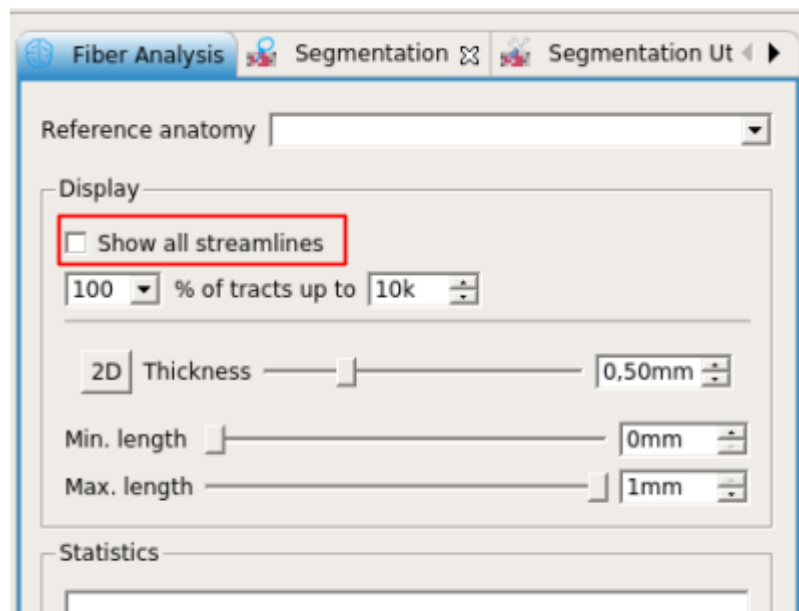 Fiber Analysis Segmentation Segmentation Ut
Reference anatomy
Display
Show all streamlines
100 % of tracts up to 10k
2D Thickness 0,50mm
Min. length 0mm
Max. length 1mm
Statistics